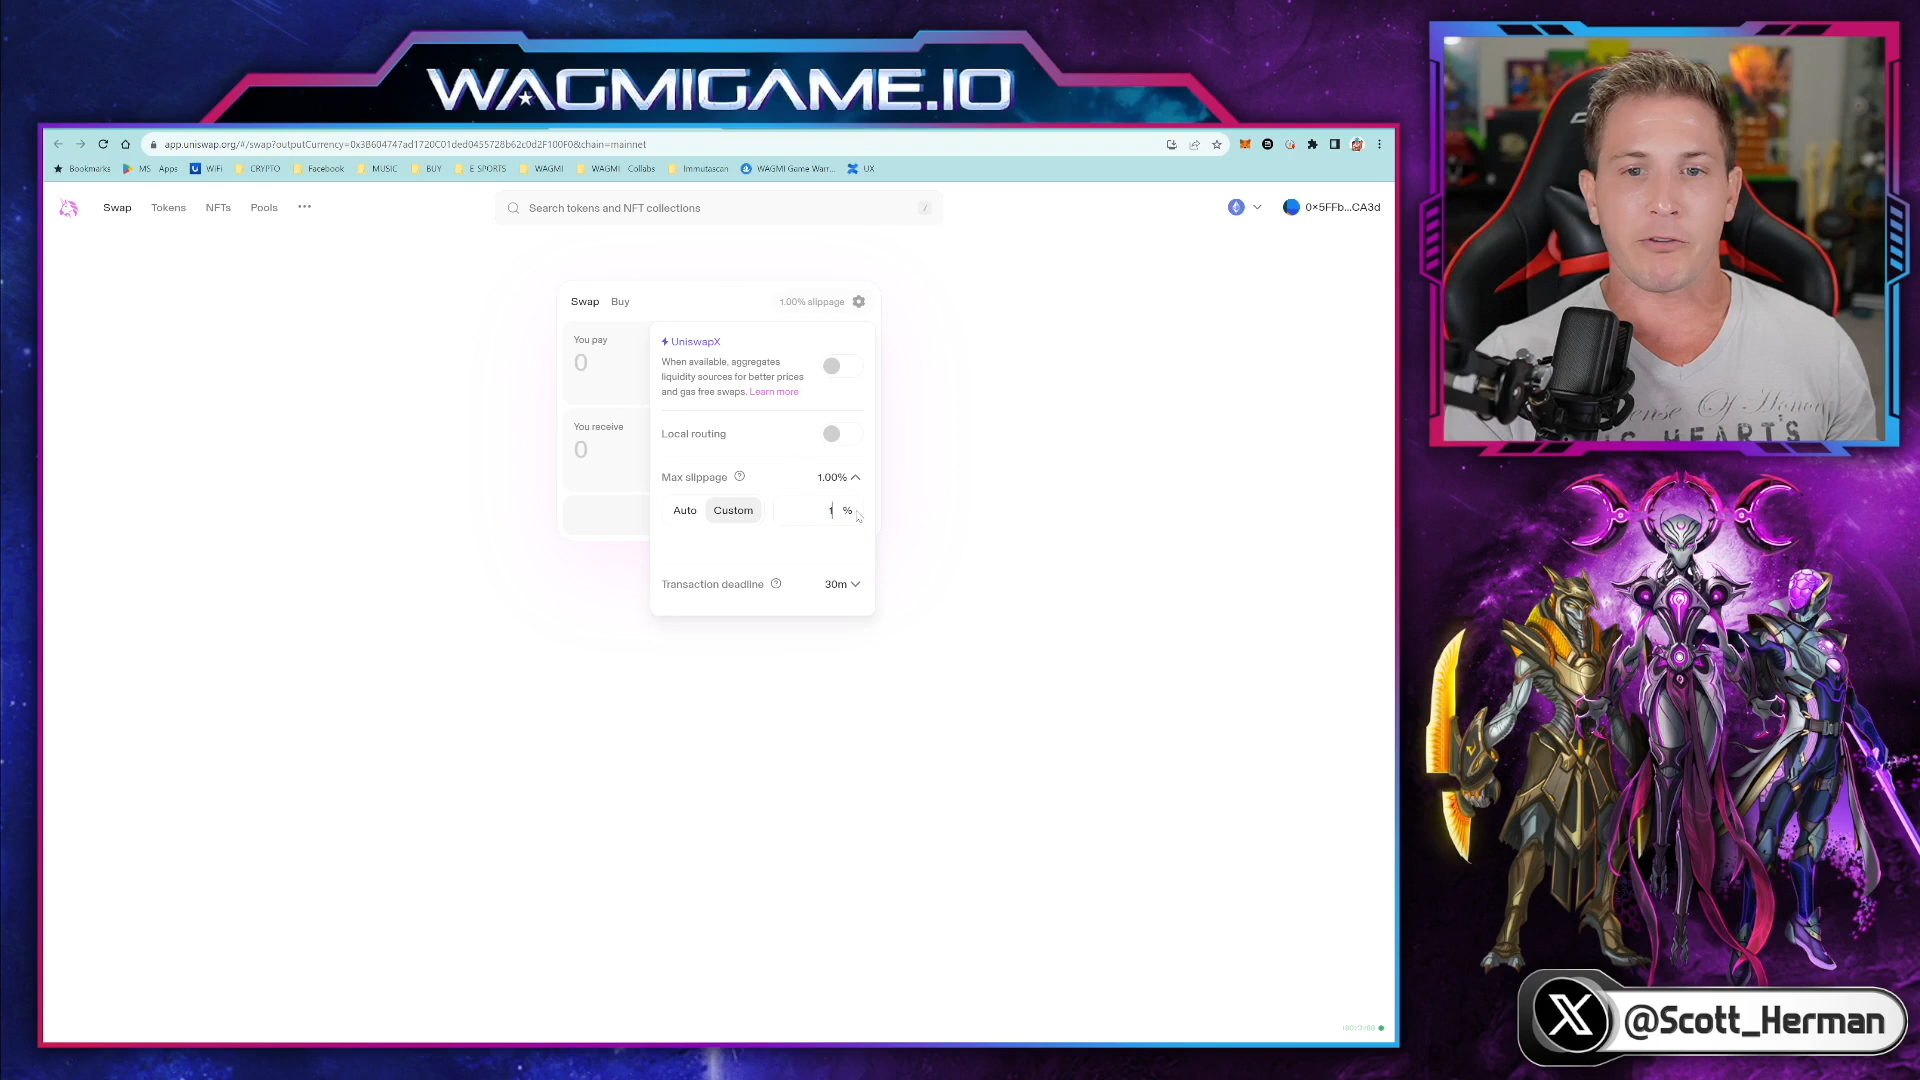 WAGMIGAME.IO
app.uniswap.org/#/swap?outputCurrency=0x3B604747ad1720C01ded0455728b62c0d2F100F0&chain=mainnet
Bookmarks MS Apps WiFi CRYPTO Facebook MUSIC BUY E SPORTS WAGMI WAGMI Collabs Immutascan WAGMI Game Warr... UX
Swap Tokens NFTs Pools ... Search tokens and NFT collections / 0x5FFb...CA3d
Swap Buy 1.00% slippage
You pay
0
You receive
0
UniswapX
When available, aggregates
liquidity sources for better prices
and gas free swaps. Learn more
Local routing
Max slippage 1.00%
Auto Custom 1 %
Transaction deadline 30m
ense Of Honor
HEARTS
X @Scott_Herman